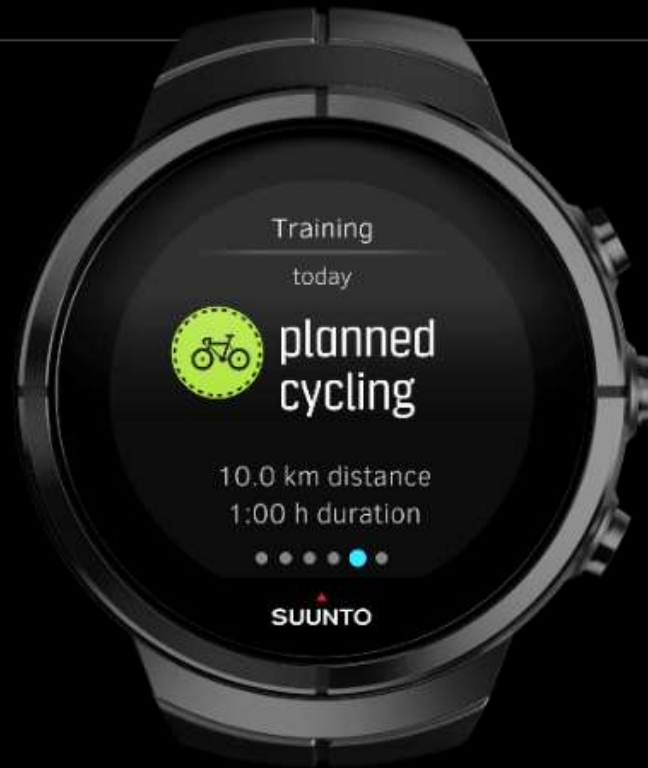 Training
today
planned
cycling
10.0 km distance
1:00 h duration
SUUNTO